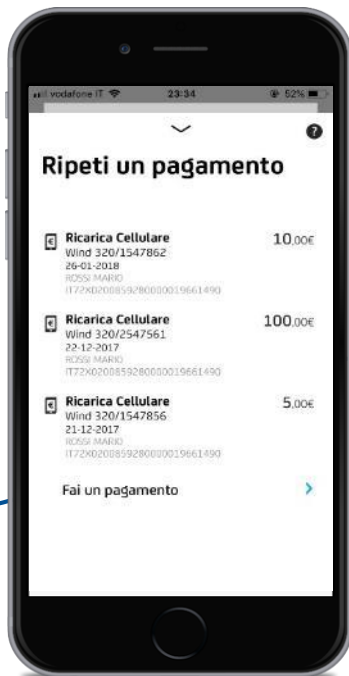 vodafone IT 23:34 52%
?
Ripeti un pagamento
Ricarica Cellulare 10,00€
Wind 320/1547862
26-01-2018
ROSSI MARIO
IT72X0200859280000019661490
Ricarica Cellulare 100,00€
Wind 320/2547561
22-12-2017
ROSSI MARIO
IT72X0200859280000019661490
Ricarica Cellulare 5,00€
Wind 320/1547856
21-12-2017
ROSSI MARIO
IT72X0200859280000019661490
Fai un pagamento